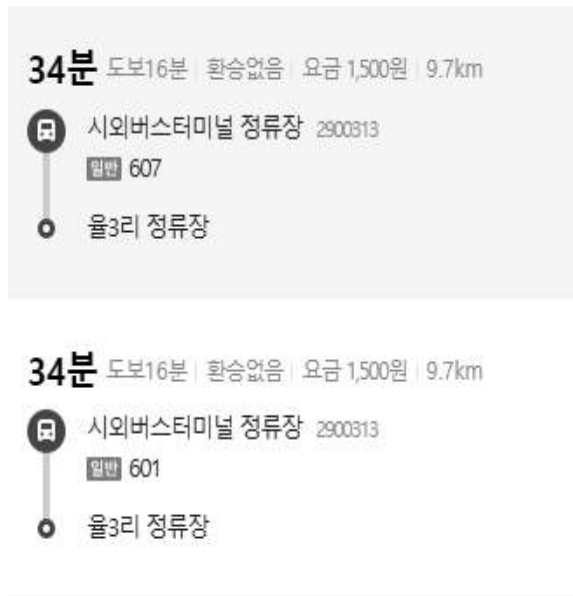 34분 도보16분 환승없음 요금 1,500원 9.7km
시외버스터미널 정류장 2900313
일반 607
율3리 정류장
34분 도보16분 환승없음 요금 1,500원 9.7km
시외버스터미널 정류장 2900313
일반 601
율3리 정류장